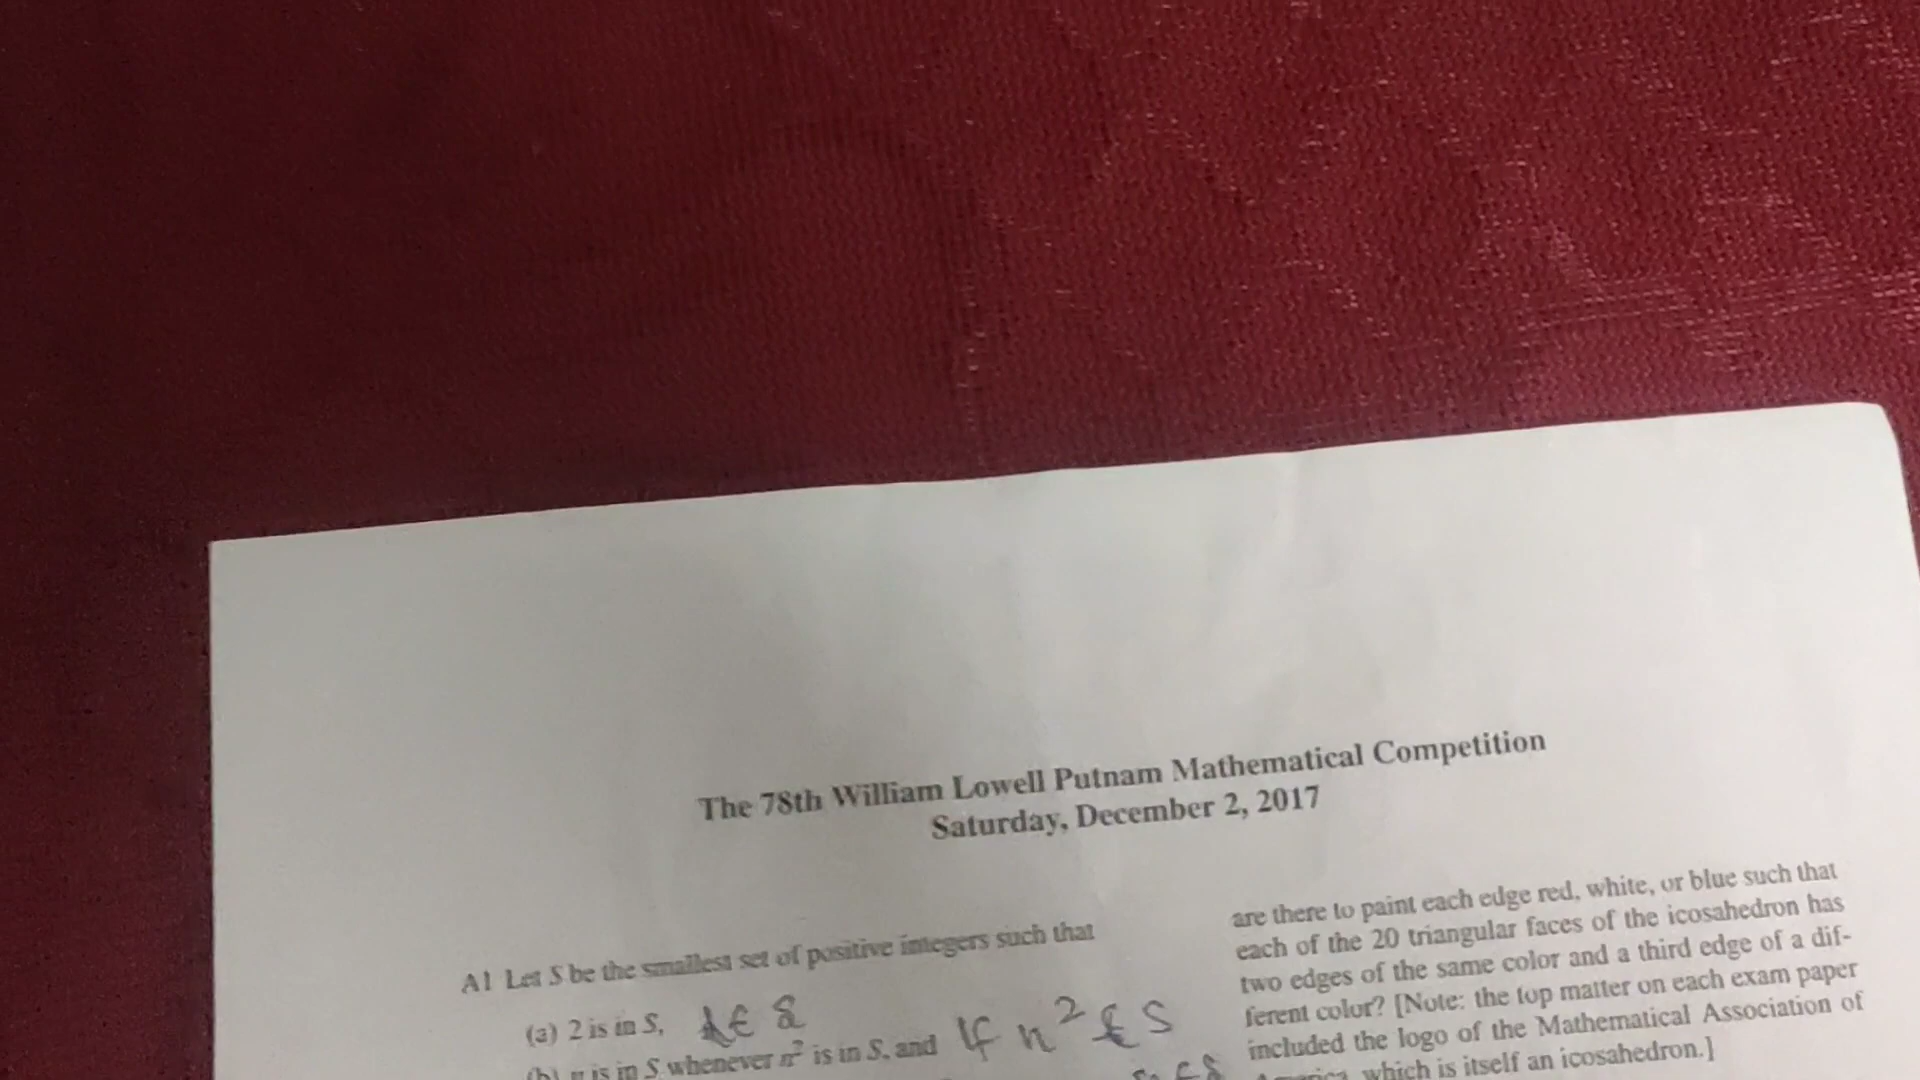 The 78th William Lowell Putnam Mathematical Competition
Saturday, December 2, 2017
A1 Let S be the smallest set of positive integers such that
(a) 2 is in S, ∈ S
(b) n is in S whenever n² is in S, and If n² ∈ S
are there to paint each edge red, white, or blue such that
each of the 20 triangular faces of the icosahedron has
two edges of the same color and a third edge of a dif-
ferent color? [Note: the top matter on each exam paper
included the logo of the Mathematical Association of
America, which is itself an icosahedron.]